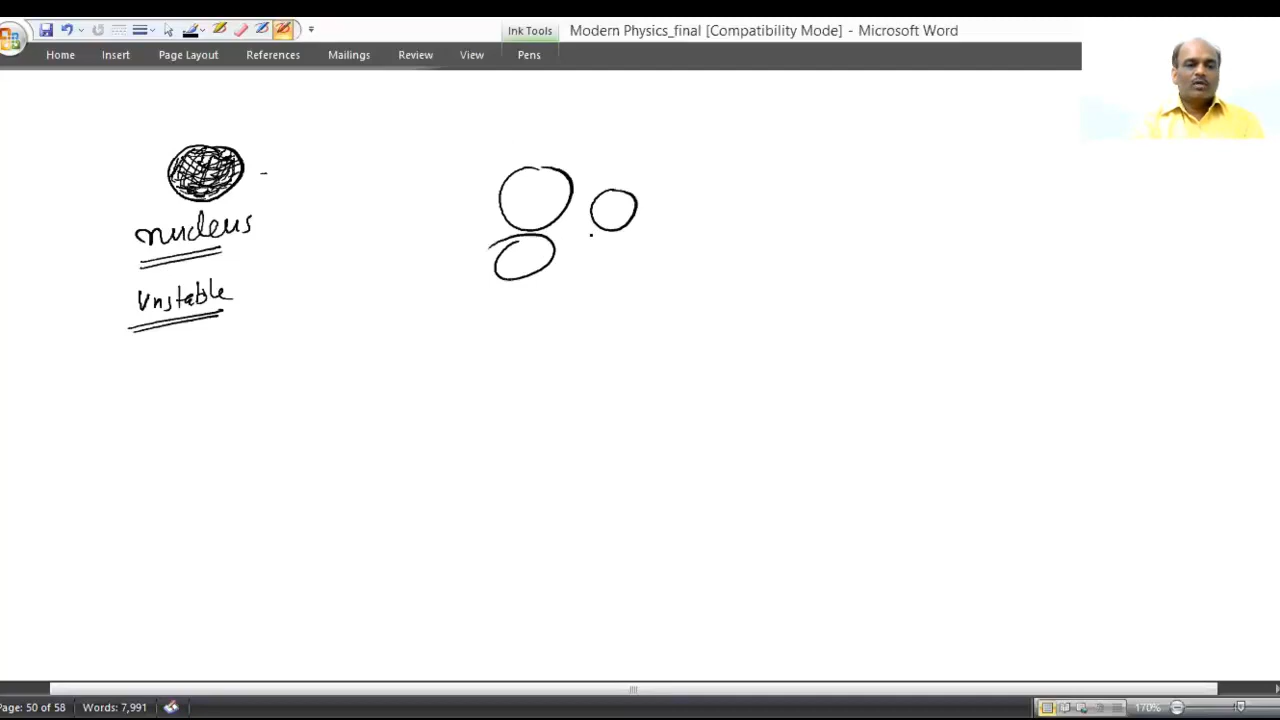 Ink Tools
Modern Physics_final [Compatibility Mode] - Microsoft Word
Home Insert Page Layout References Mailings Review View Pens
nucleus
Unstable
Page: 50 of 58 Words: 7,991 170%